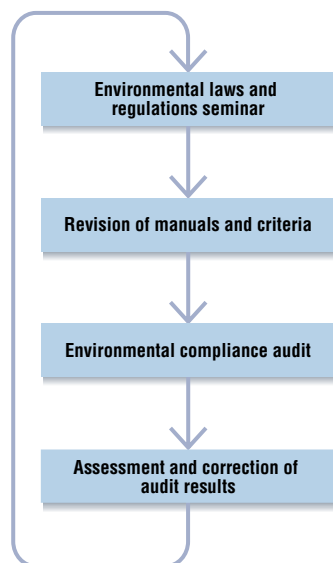 Environmental laws and
regulations seminar
Revision of manuals and criteria
Environmental compliance audit
Assessment and correction of
audit results